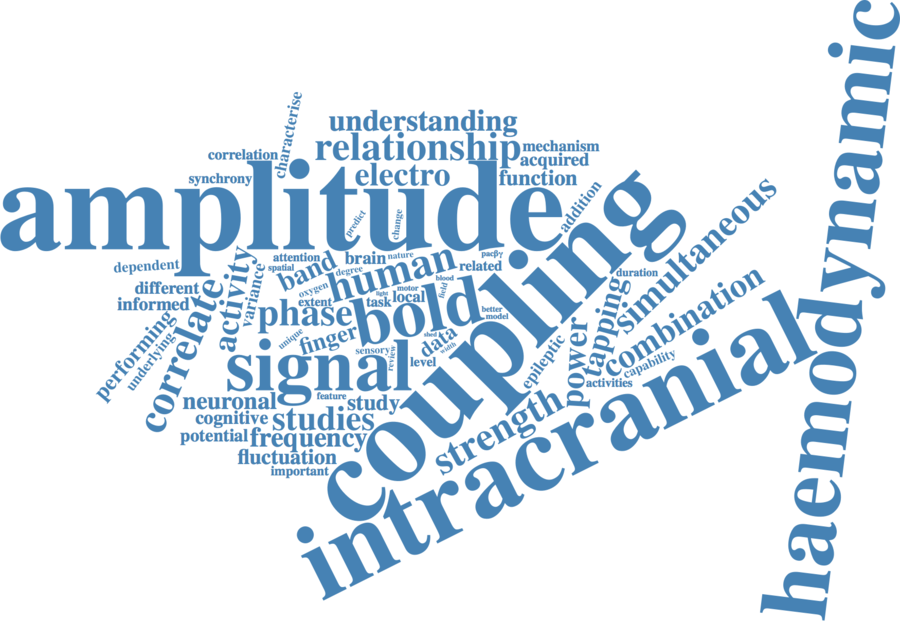 haemodynamic
characterise
understanding
relationship
mechanism
correlation
acquired
synchrony
electro
function
amplitude
addition
simultaneous
predict
change
coupling
dependent
attention
brain
nature
pacβγ
spatial
band
degree
human
related
blood
duration
different
informed
correlate
activity
variance
oxygen
extent
light
motor
task
local
field
phase
bold
better
model
tapping
combination
performing
underlying
unique
finger
shed
data
width
sensory
review
level
epileptic
power
capability
activities
signal
intracranial
neuronal
feature
study
cognitive
studies
strength
potential
frequency
fluctuation
important